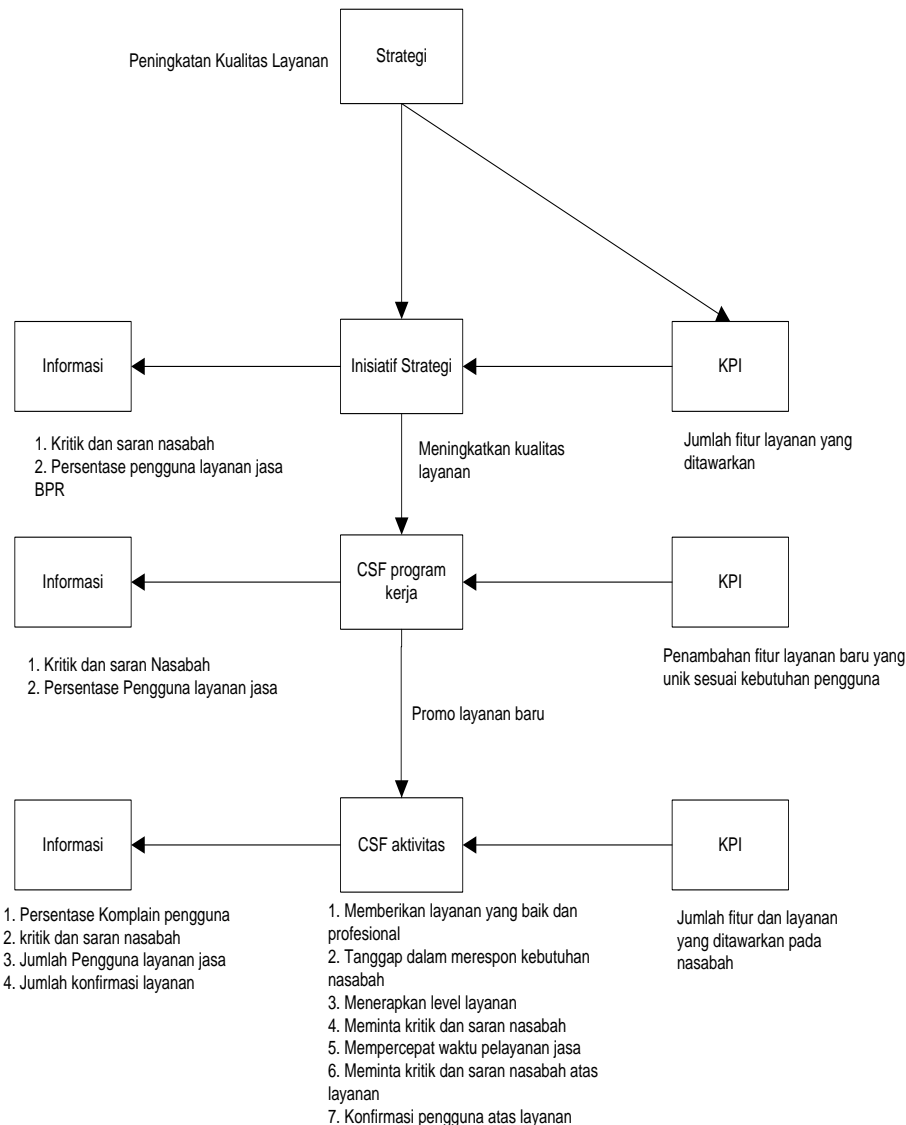 Peningkatan Kualitas Layanan
Strategi
Informasi
Inisiatif Strategi
KPI
1. Kritik dan saran nasabah
2. Persentase pengguna layanan jasa
BPR
Meningkatkan kualitas
layanan
Jumlah fitur layanan yang
ditawarkan
Informasi
CSF program
kerja
KPI
1. Kritik dan saran Nasabah
2. Persentase Pengguna layanan jasa
Penambahan fitur layanan baru yang
unik sesuai kebutuhan pengguna
Promo layanan baru
Informasi
CSF aktivitas
KPI
1. Persentase Komplain pengguna
2. kritik dan saran nasabah
3. Jumlah Pengguna layanan jasa
4. Jumlah konfirmasi layanan
1. Memberikan layanan yang baik dan
profesional
2. Tanggap dalam merespon kebutuhan
nasabah
3. Menerapkan level layanan
4. Meminta kritik dan saran nasabah
5. Mempercepat waktu pelayanan jasa
6. Meminta kritik dan saran nasabah atas
layanan
7. Konfirmasi pengguna atas layanan
Jumlah fitur dan layanan
yang ditawarkan pada
nasabah